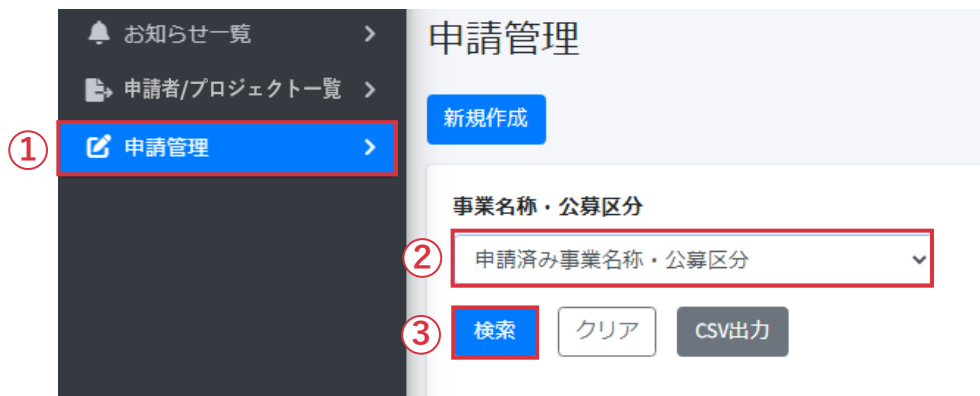 お知らせ一覧
申請者/プロジェクト一覧
① 申請管理
申請管理
新規作成
事業名称・公募区分
② 申請済み事業名称・公募区分
③ 検索 クリア CSV出力